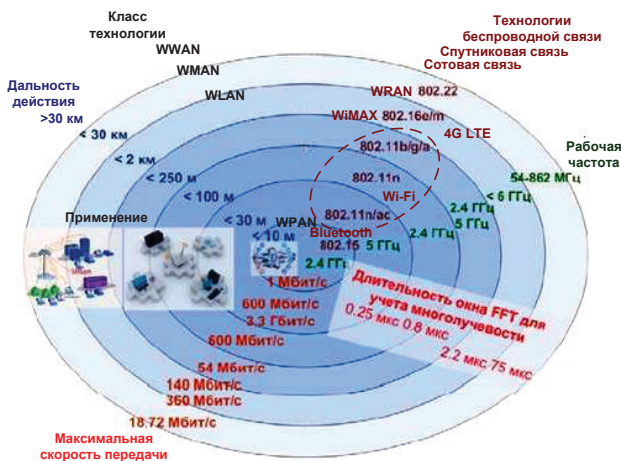 Класс
технологии
WWAN
WMAN
WLAN
Технологии
беспроводной связи
Спутниковая связь
Сотовая связь
WRAN 802.22
WiMAX 802.16e/m
4G LTE
802.11b/g/a
802.11n
Wi-Fi
802.11n/ac
Bluetooth
802.15
WPAN
Дальность
действия
>30 км
< 30 км
< 2 км
< 250 м
< 100 м
< 30 м
< 10 м
Рабочая
частота
54-862 МГц
< 6 ГГц
2.4 ГГц
5 ГГц
2.4 ГГц
5 ГГц
2.4 ГГц
Применение
Длительность окна FFT для
учета многолучевости
0.25 мкс 0.8 мкс
2.2 мкс 75 мкс
1 Мбит/с
600 Мбит/с
3.3 Гбит/с
600 Мбит/с
54 Мбит/с
140 Мбит/с
360 Мбит/с
18.72 Мбит/с
Максимальная
скорость передачи